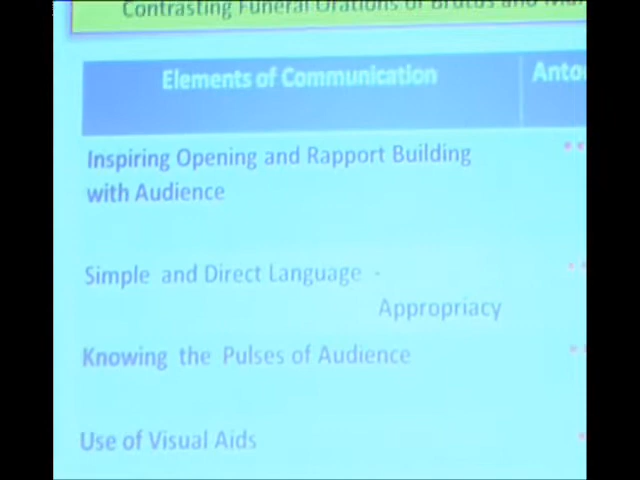 Contrasting Funeral Orations of Brutus and
Elements of Communication
Inspiring Opening and Rapport Building
with Audience
Simple and Direct Language -
Appropriacy
Knowing the Pulses of Audience
Use of Visual Aids